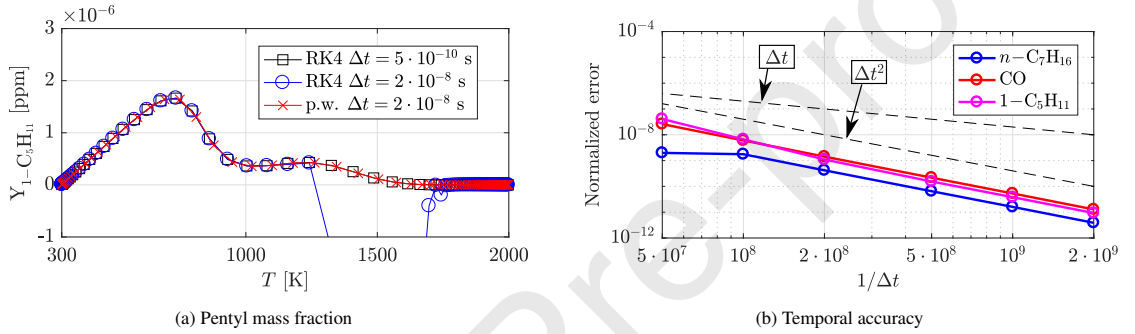 ×10⁻⁶
3
2
1
0
-1
Y₁₋C₅H₁₁ [ppm]
RK4 Δt = 5 · 10⁻¹⁰ s
RK4 Δt = 2 · 10⁻⁸ s
p.w. Δt = 2 · 10⁻⁸ s
300 1000 1500 2000
T [K]
(a) Pentyl mass fraction
10⁻⁴
10⁻⁸
10⁻¹²
Normalized error
Δt
Δt²
n−C₇H₁₆
CO
1−C₅H₁₁
5 · 10⁷ 10⁸ 2 · 10⁸ 5 · 10⁸ 10⁹ 2 · 10⁹
1/Δt
(b) Temporal accuracy
Pre-pro